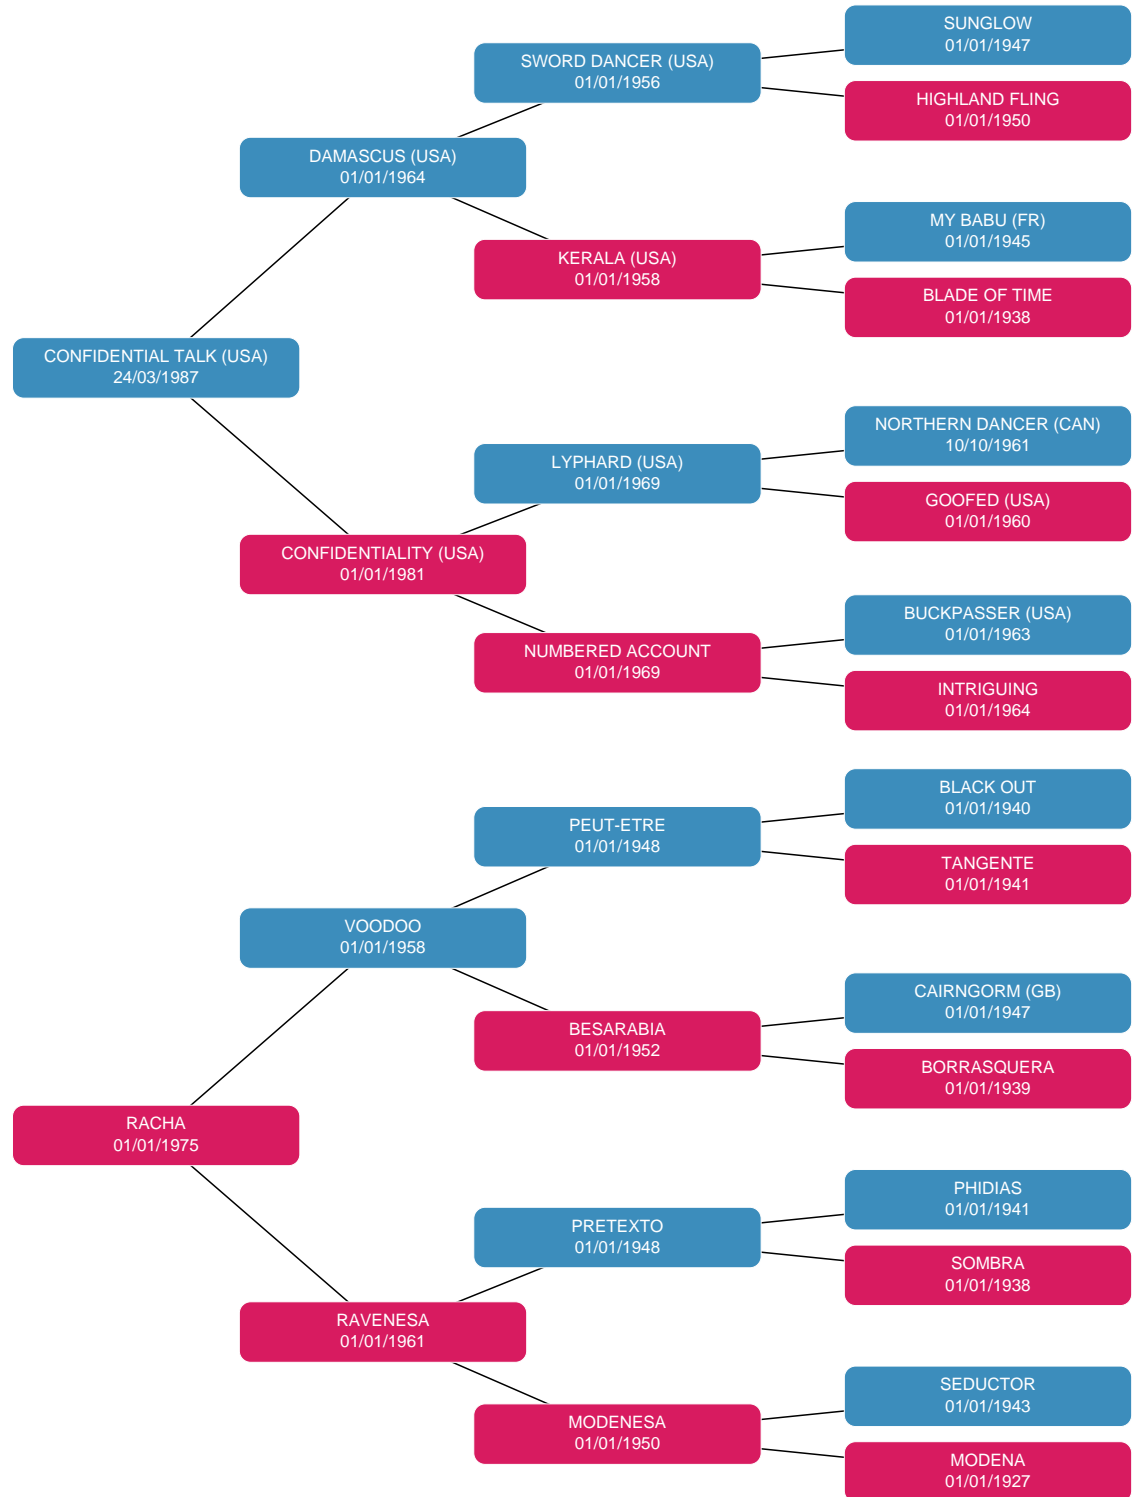 SUNGLOW
01/01/1947
SWORD DANCER (USA)
01/01/1956
HIGHLAND FLING
01/01/1950
DAMASCUS (USA)
01/01/1964
MY BABU (FR)
01/01/1945
KERALA (USA)
01/01/1958
BLADE OF TIME
01/01/1938
CONFIDENTIAL TALK (USA)
24/03/1987
NORTHERN DANCER (CAN)
10/10/1961
LYPHARD (USA)
01/01/1969
GOOFED (USA)
01/01/1960
CONFIDENTIALITY (USA)
01/01/1981
BUCKPASSER (USA)
01/01/1963
NUMBERED ACCOUNT
01/01/1969
INTRIGUING
01/01/1964
BLACK OUT
01/01/1940
PEUT-ETRE
01/01/1948
TANGENTE
01/01/1941
VOODOO
01/01/1958
CAIRNGORM (GB)
01/01/1947
BESARABIA
01/01/1952
BORRASQUERA
01/01/1939
RACHA
01/01/1975
PHIDIAS
01/01/1941
PRETEXTO
01/01/1948
SOMBRA
01/01/1938
RAVENESA
01/01/1961
SEDUCTOR
01/01/1943
MODENESA
01/01/1950
MODENA
01/01/1927